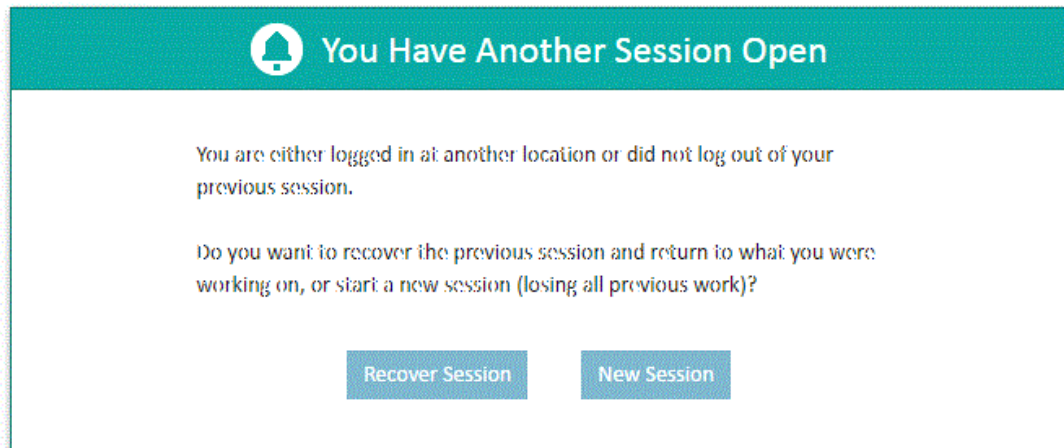 You Have Another Session Open
You are either logged in at another location or did not log out of your
previous session.
Do you want to recover the previous session and return to what you were
working on, or start a new session (losing all previous work)?
Recover Session
New Session